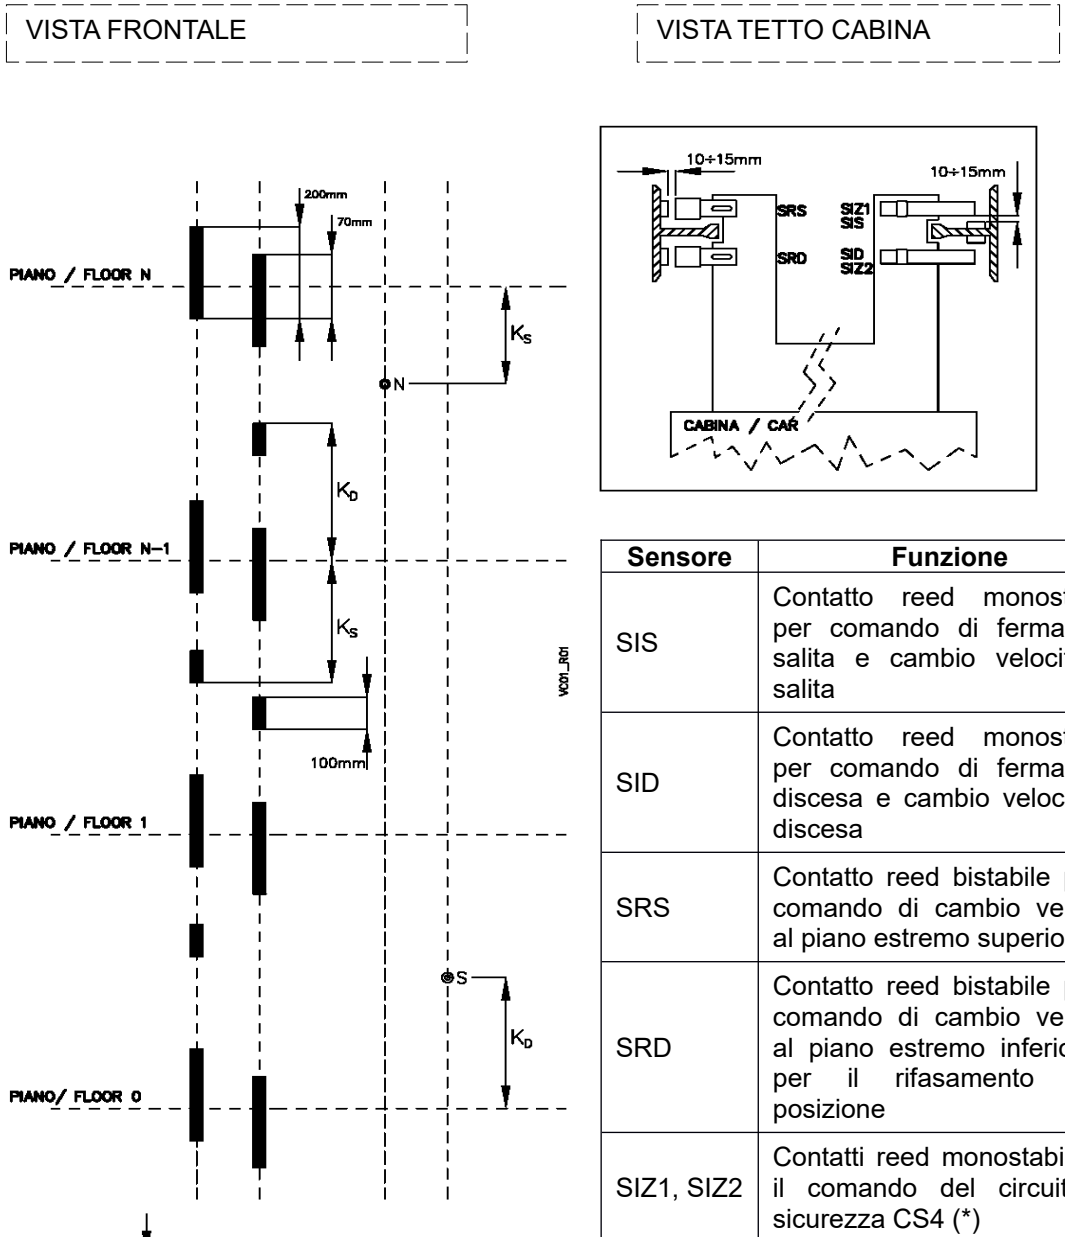 VISTA FRONTALE
VISTA TETTO CABINA
200mm
70mm
PIANO / FLOOR N
KS
N
KD
PIANO / FLOOR N-1
KS
VC01_R01
100mm
PIANO / FLOOR 1
S
KD
PIANO/ FLOOR 0
10÷15mm
10÷15mm
SRS
SIZ1
SIS
SRD
SID
SIZ2
CABINA / CAR
Sensore Funzione
SIS
Contatto reed monost
per comando di ferma
salita e cambio veloci
salita
SID
Contatto reed monost
per comando di ferma
discesa e cambio veloc
discesa
SRS
Contatto reed bistabile
comando di cambio ve
al piano estremo superio
SRD
Contatto reed bistabile
comando di cambio ve
al piano estremo inferio
per il rifasamento
posizione
SIZ1, SIZ2
Contatti reed monostabi
il comando del circuit
sicurezza CS4 (*)